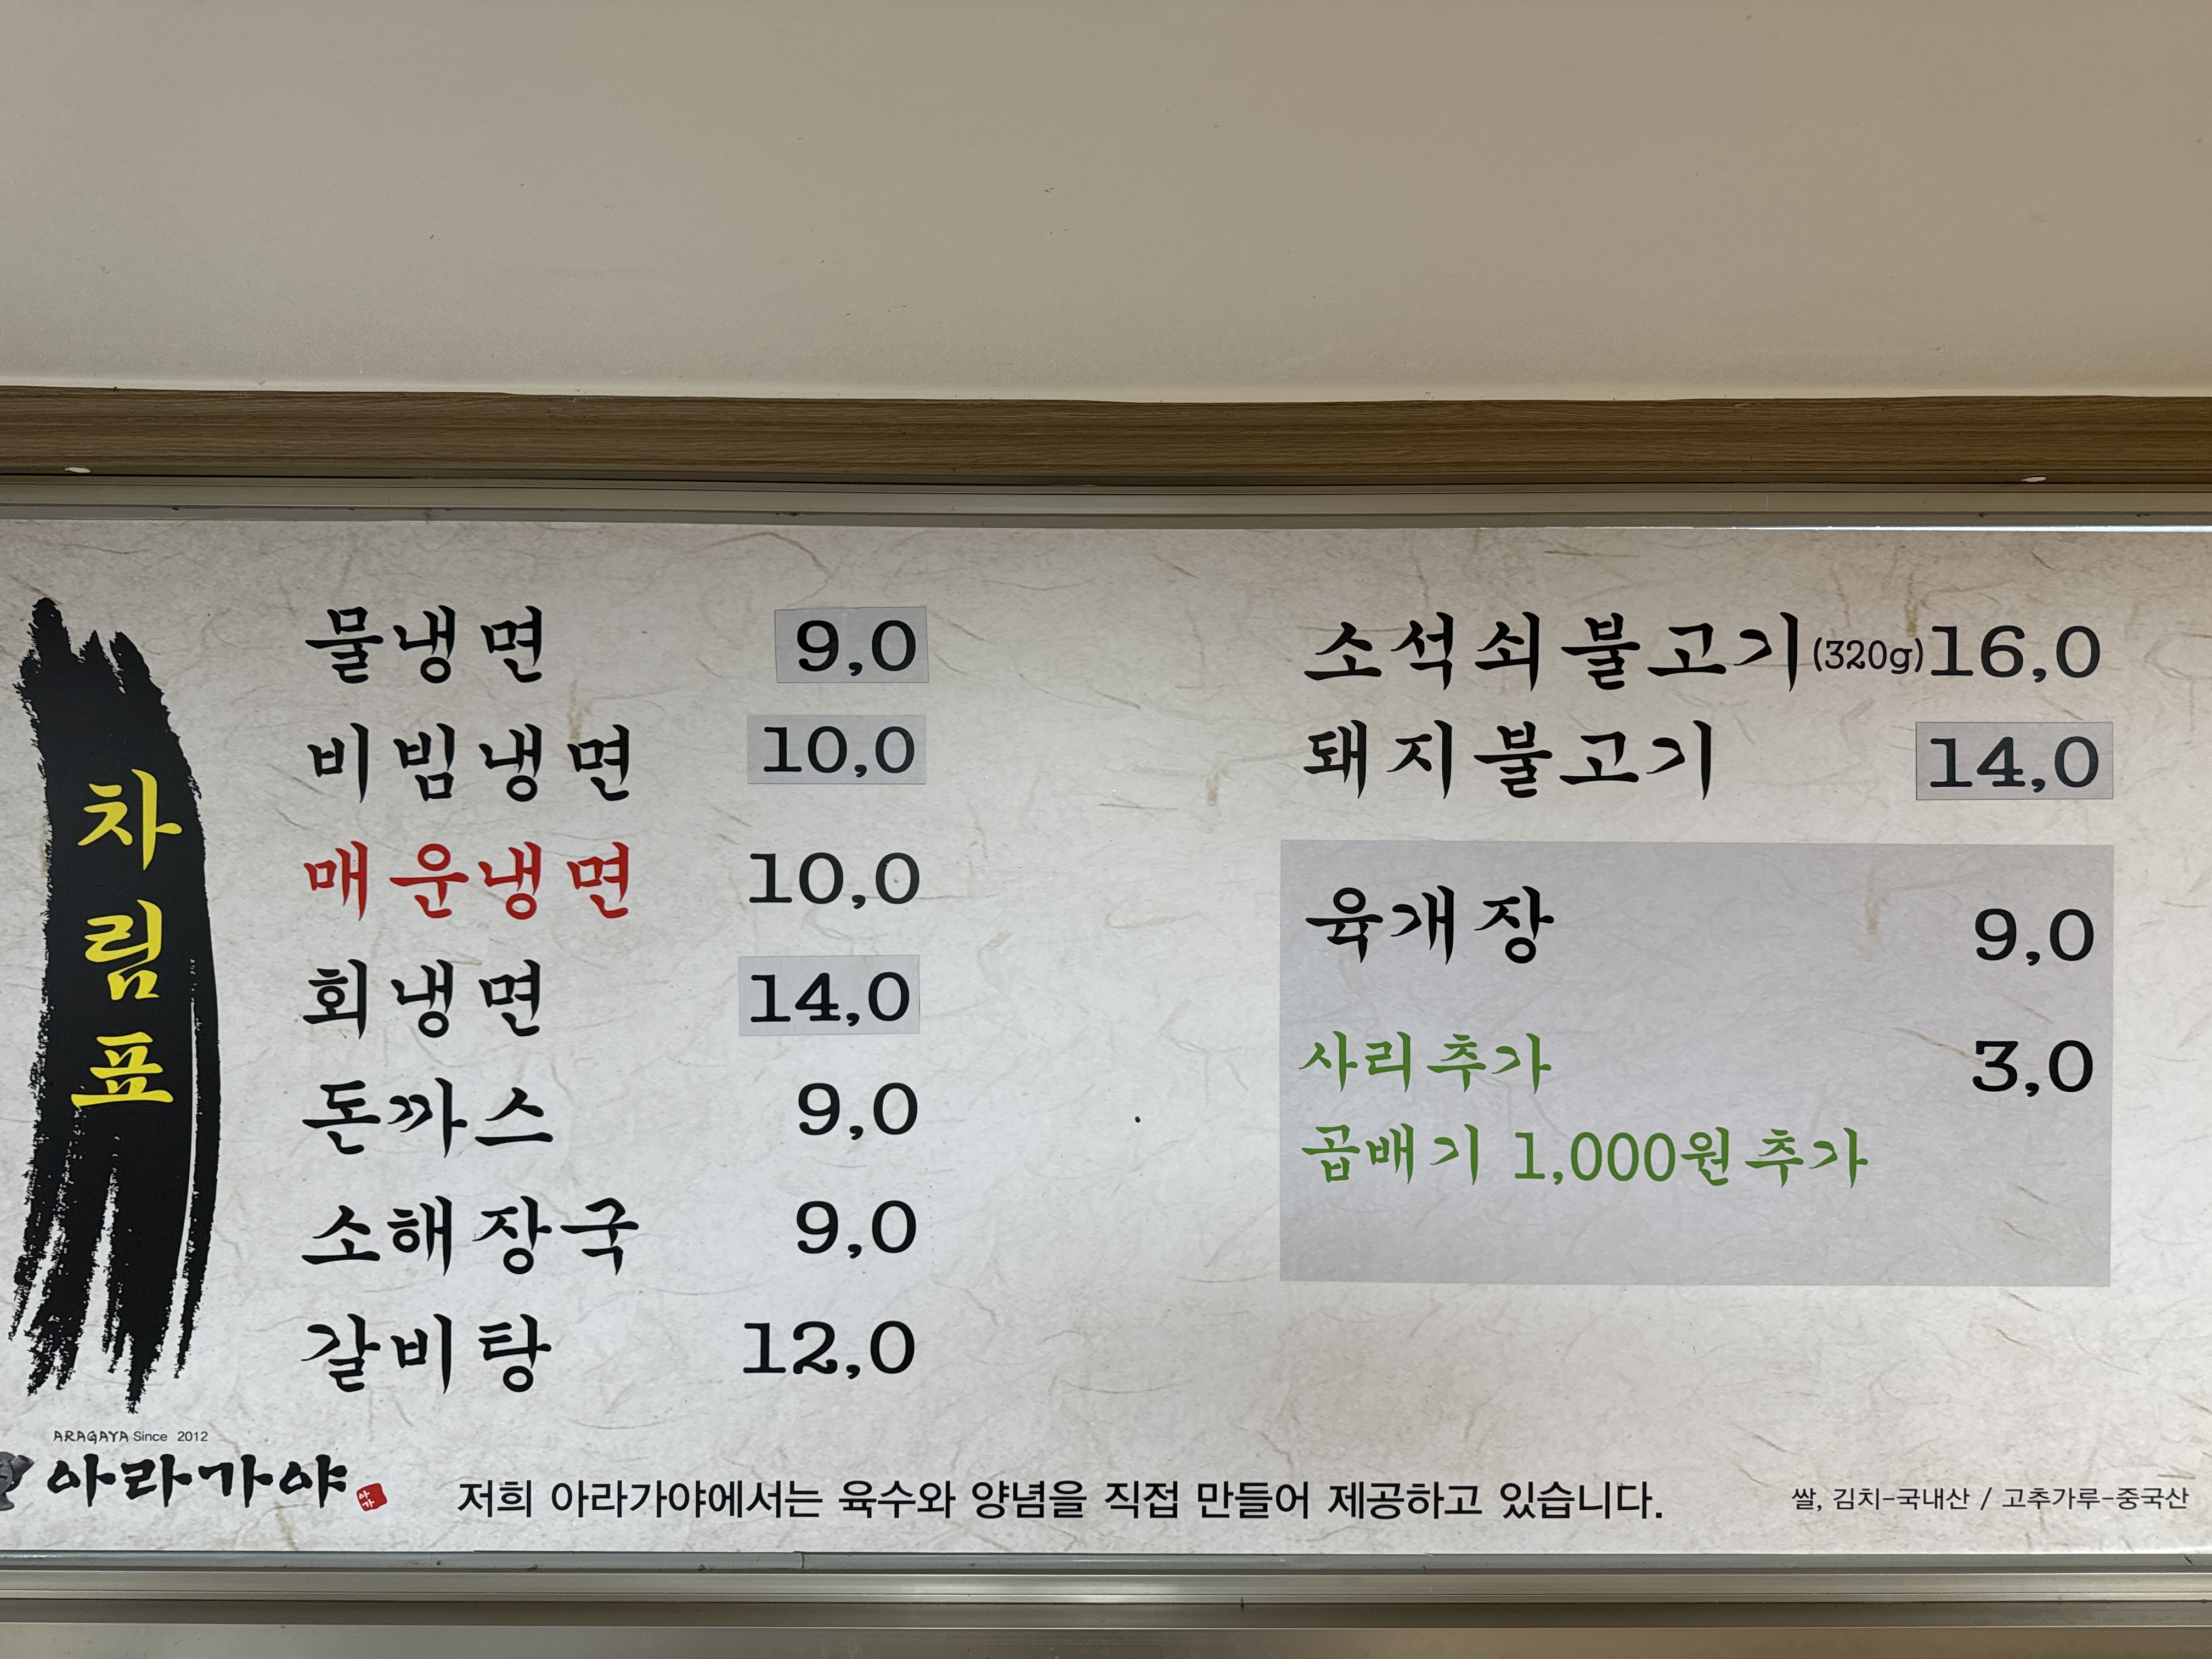 차림표
물냉면 9,0
비빔냉면 10,0
매운냉면 10,0
회냉면 14,0
돈까스 9,0
소해장국 9,0
갈비탕 12,0
소석쇠불고기(320g) 16,0
돼지불고기 14,0
육개장 9,0
사리추가 3,0
곱배기 1,000원추가
ARAGAYA Since 2012
아라가야 아라가야
저희 아라가야에서는 육수와 양념을 직접 만들어 제공하고 있습니다.
쌀, 김치-국내산 / 고추가루-중국산